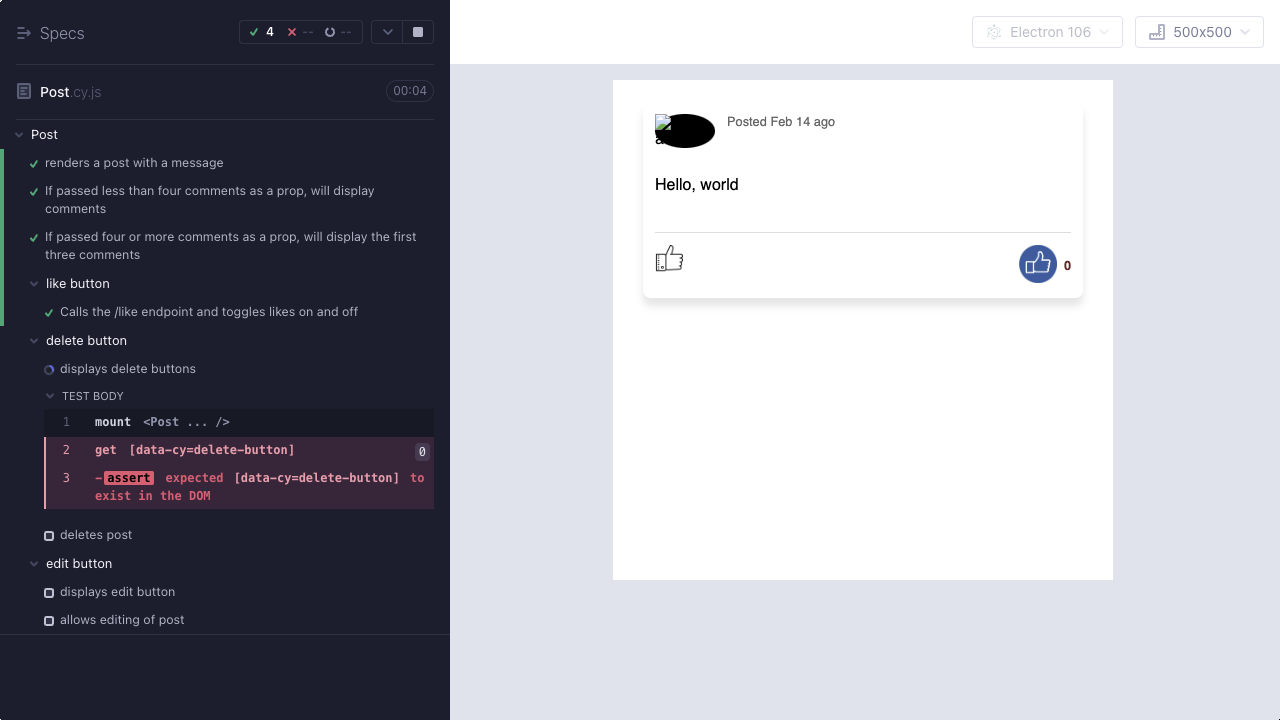 Specs
4 -- --
Electron 106
500x500
Post.cy.js
00:04
Post
renders a post with a message
If passed less than four comments as a prop, will display
comments
If passed four or more comments as a prop, will display the first
three comments
like button
Calls the /like endpoint and toggles likes on and off
delete button
displays delete buttons
TEST BODY
1 mount <Post ... />
2 get [data-cy=delete-button] 0
3 -assert expected [data-cy=delete-button] to
exist in the DOM
deletes post
edit button
displays edit button
allows editing of post
Posted Feb 14 ago
Hello, world
0